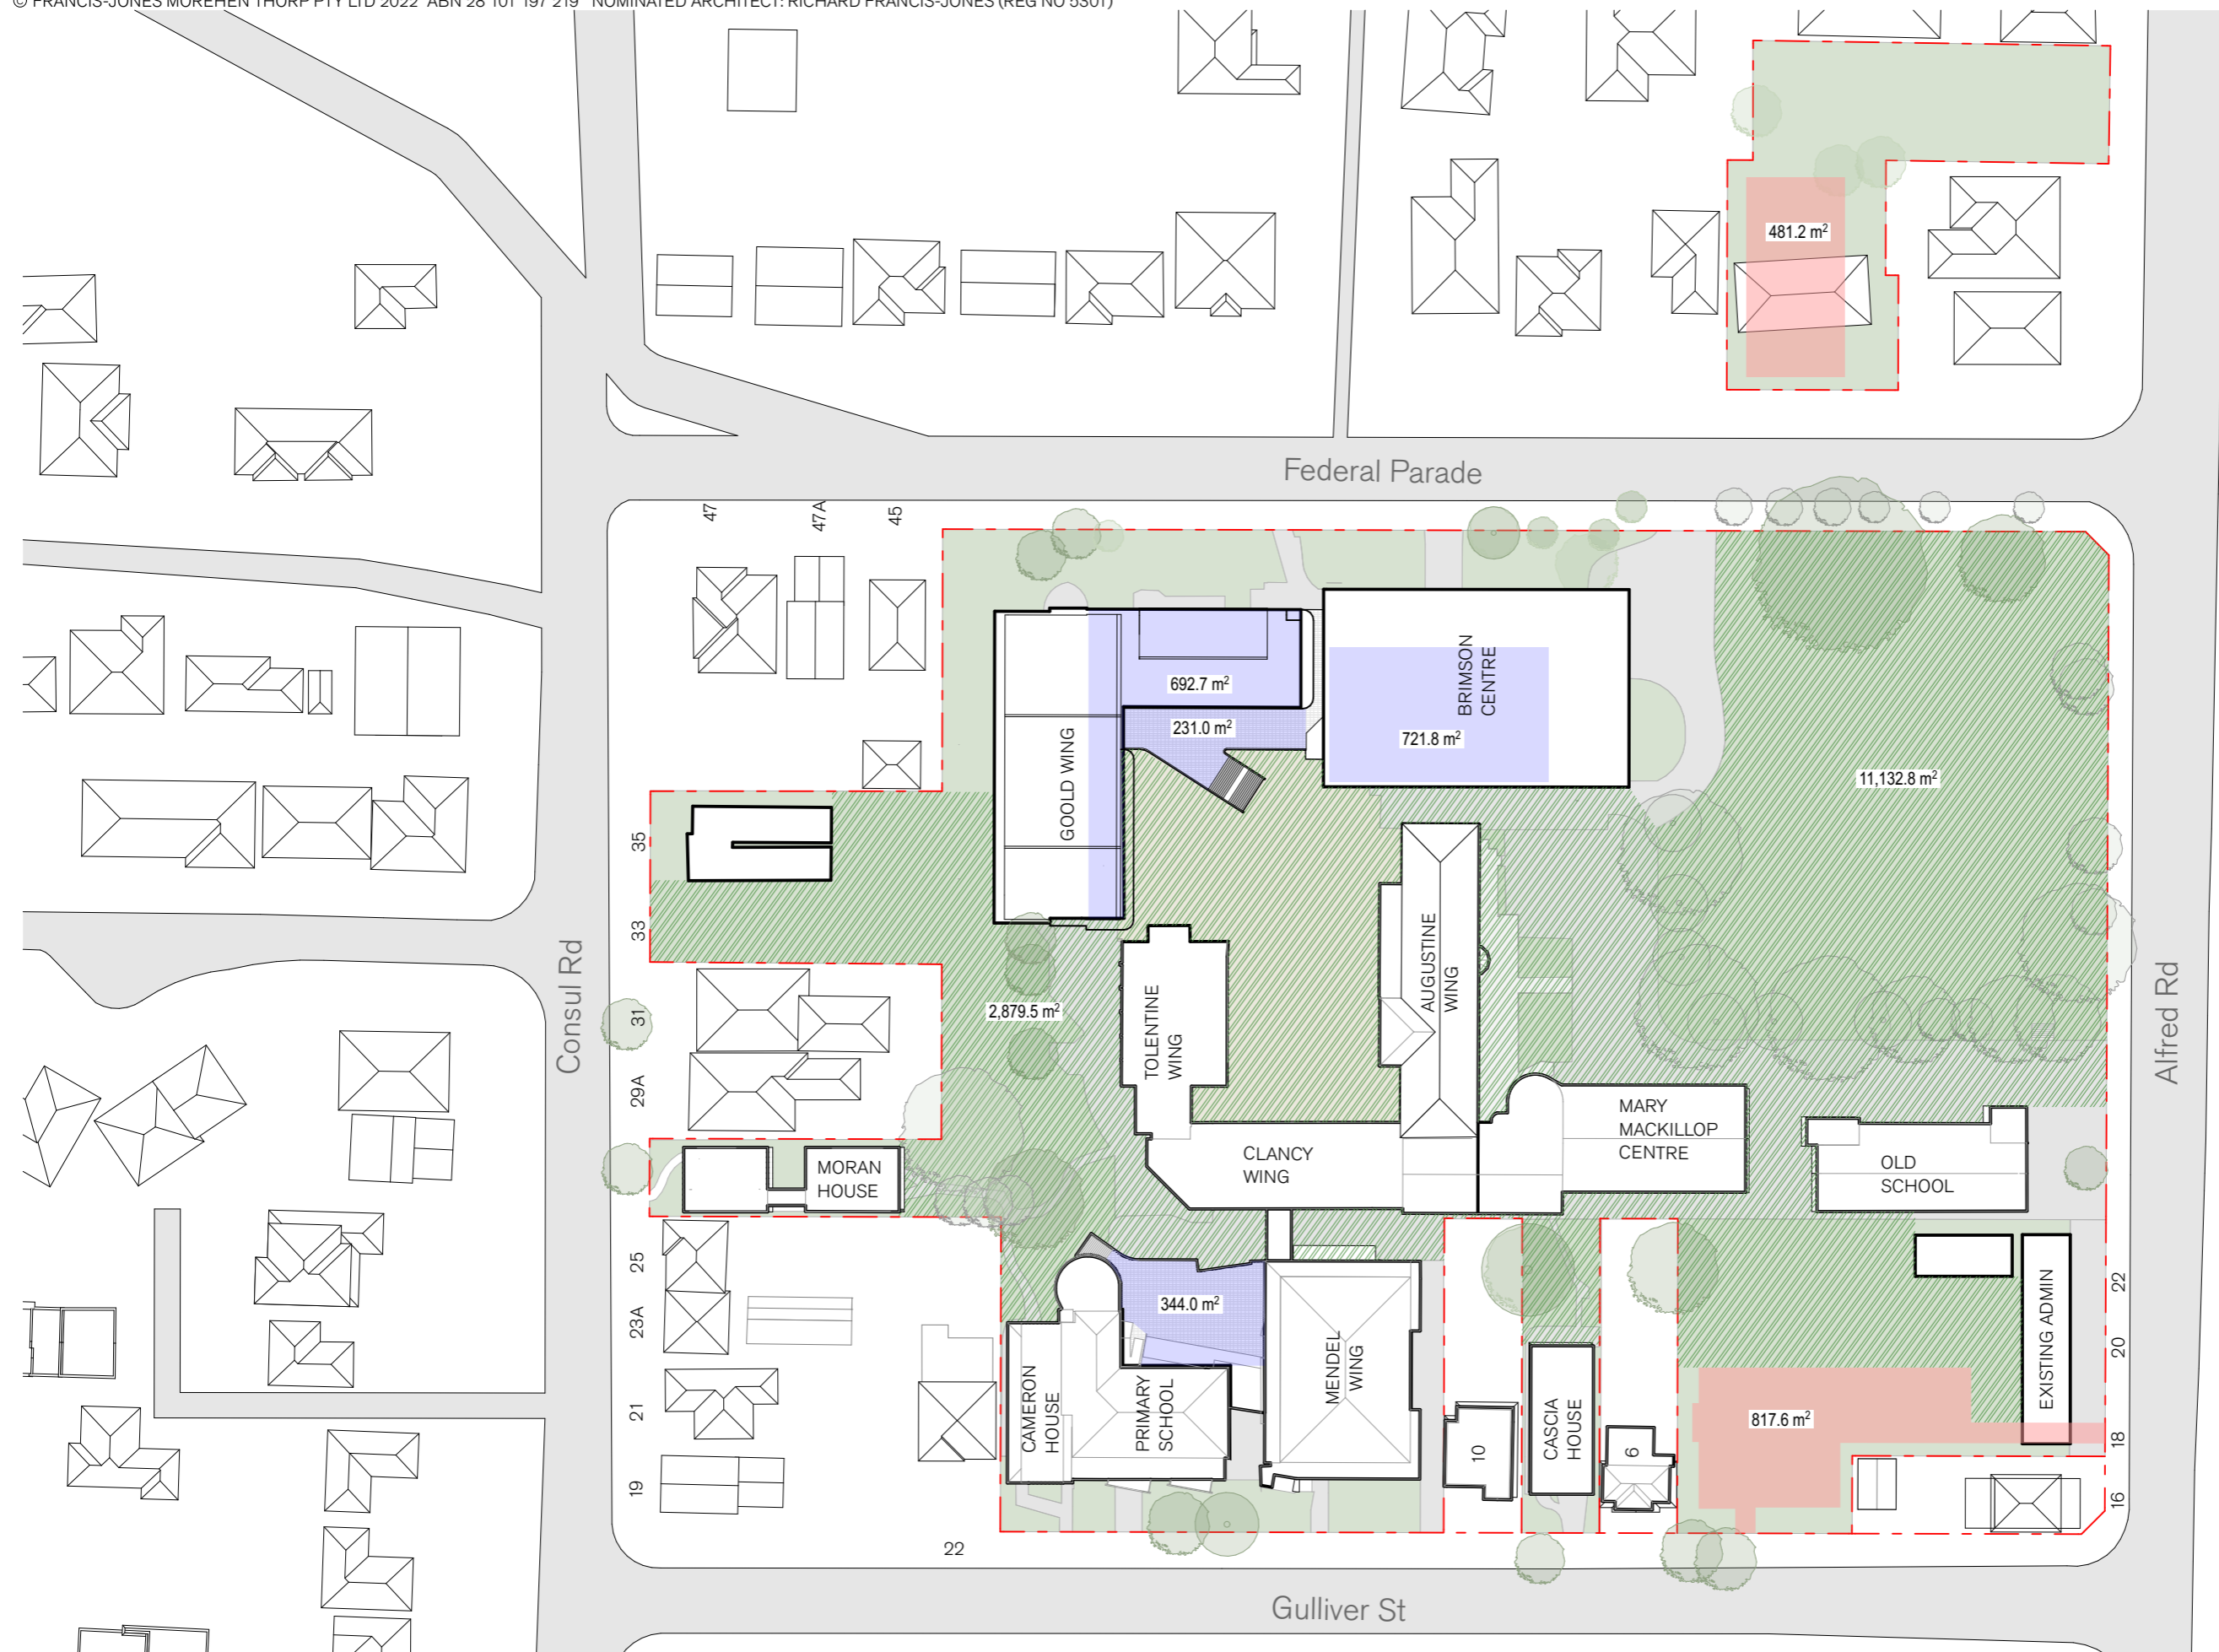 © FRANCIS-JONES MOREHEN THORP PTY LTD 2022 ABN 28 101 197 219 NOMINATED ARCHITECT: RICHARD FRANCIS-JONES (REG NO 5301)
481.2 m²
Federal Parade
47
47A
45
692.7 m²
231.0 m²
BRIMSON
CENTRE
721.8 m²
GOOLD WING
11,132.8 m²
35
33
Consul Rd
31
29A
2,879.5 m²
TOLENTINE
WING
AUGUSTINE
WING
Alfred Rd
MARY
MACKILLOP
CENTRE
CLANCY
WING
OLD
SCHOOL
MORAN
HOUSE
25
23A
21
19
344.0 m²
CAMERON
HOUSE
PRIMARY
SCHOOL
MENDEL
WING
10
CASCIA
HOUSE
6
817.6 m²
EXISTING ADMIN
22
20
18
16
22
Gulliver St